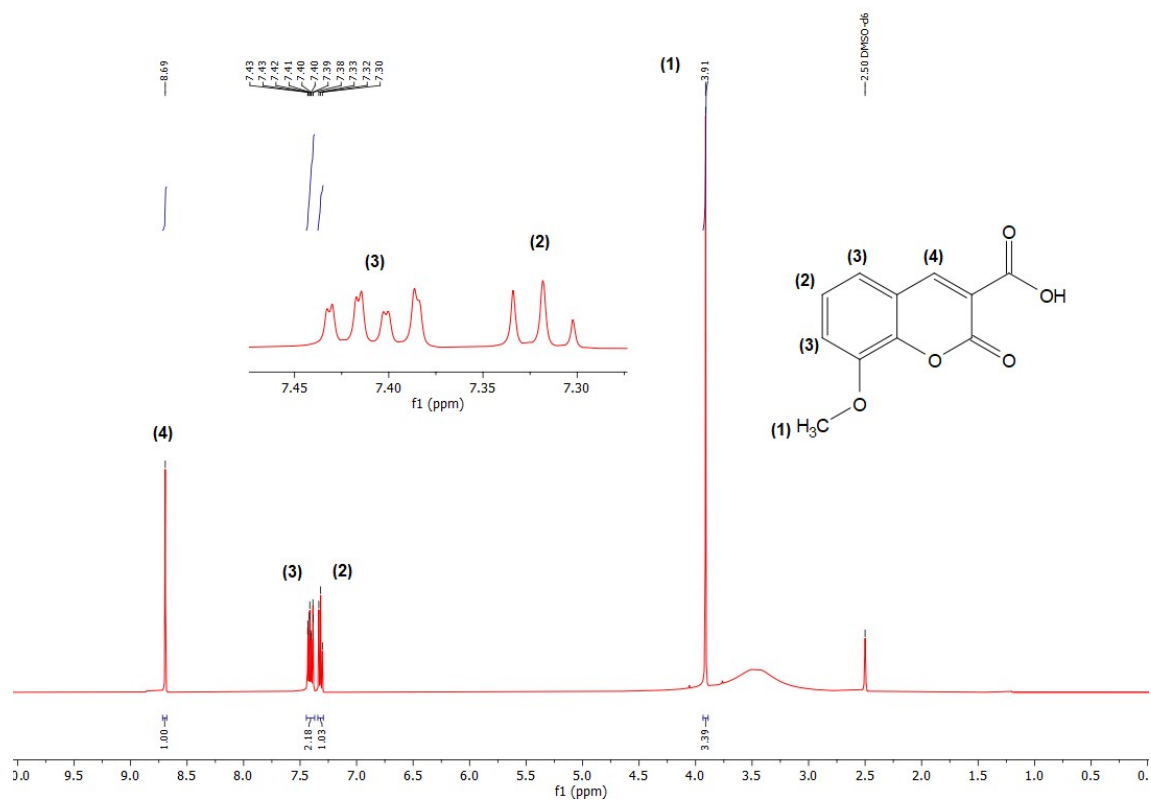 8.69
7.43
7.43
7.42
7.41
7.40
7.40
7.39
7.38
7.33
7.32
7.30
(1)
3.91
2.50 DMSO-d6
(3)
(2)
7.45 7.40 7.35 7.30
f1 (ppm)
O
(3) (4)
(2) OH
(3)
O O
O
(1) H3C
(4)
(3) (2)
1.00
2.18
1.03
3.39
0.0 9.5 9.0 8.5 8.0 7.5 7.0 6.5 6.0 5.5 5.0 4.5 4.0 3.5 3.0 2.5 2.0 1.5 1.0 0.5 0.
f1 (ppm)